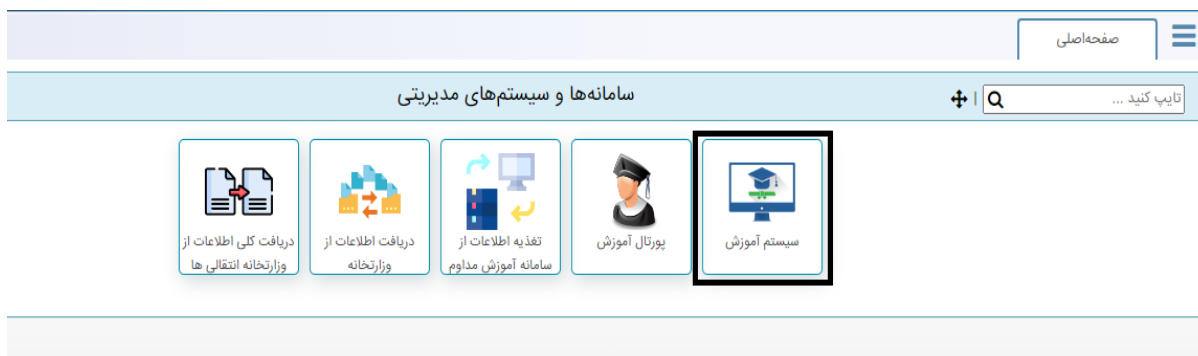 صفحه‌اصلی
تایپ کنید ...
سامانه‌ها و سیستم‌های مدیریتی
سیستم آموزش
پورتال آموزش
تغذیه اطلاعات از
سامانه آموزش مداوم
دریافت اطلاعات از
وزارتخانه
دریافت کلی اطلاعات از
وزارتخانه انتقالی ها